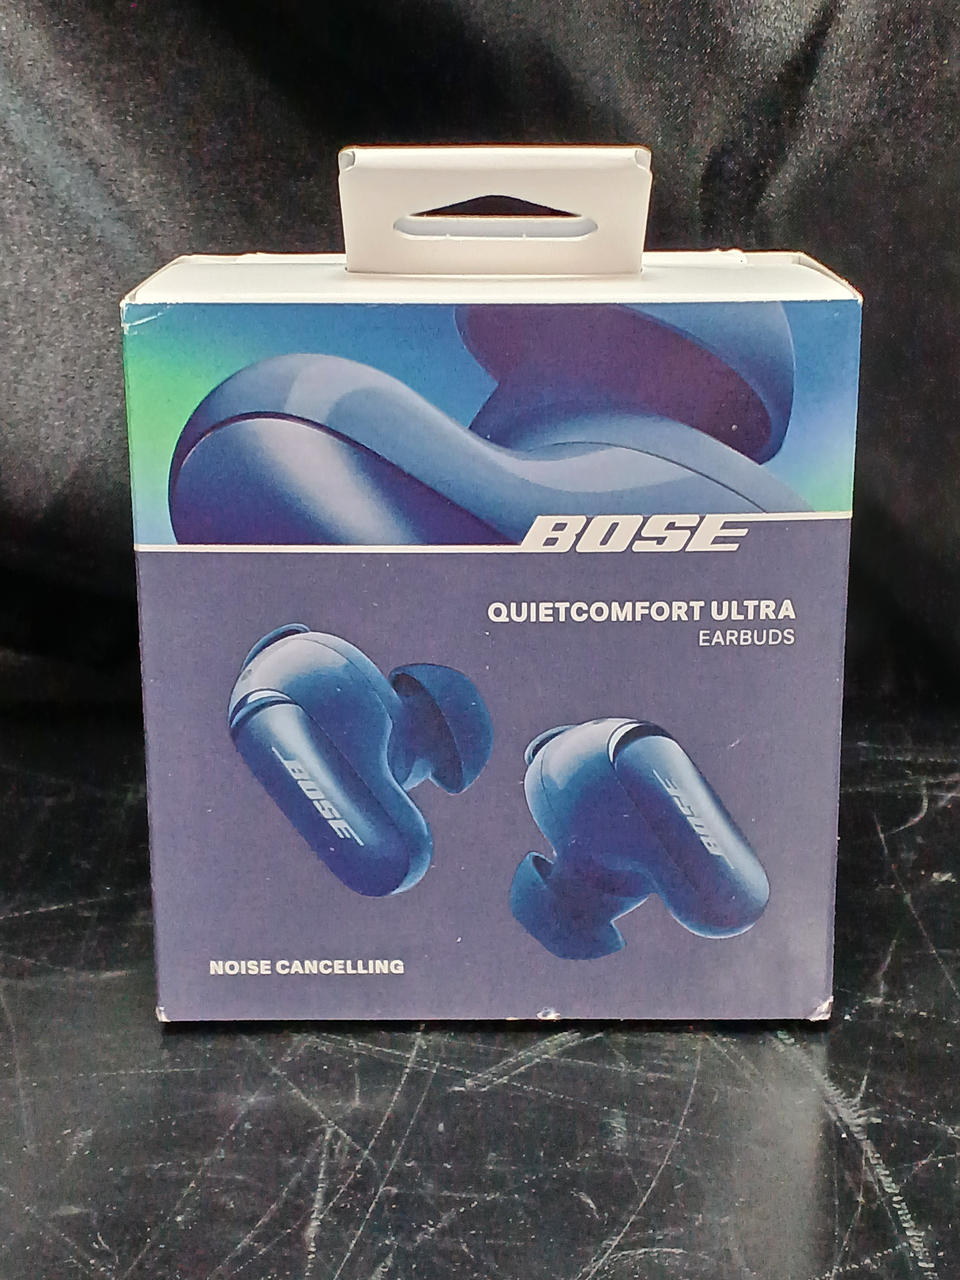 BOSE
QUIETCOMFORT ULTRA
EARBUDS
BOSE
BOSE
NOISE CANCELLING